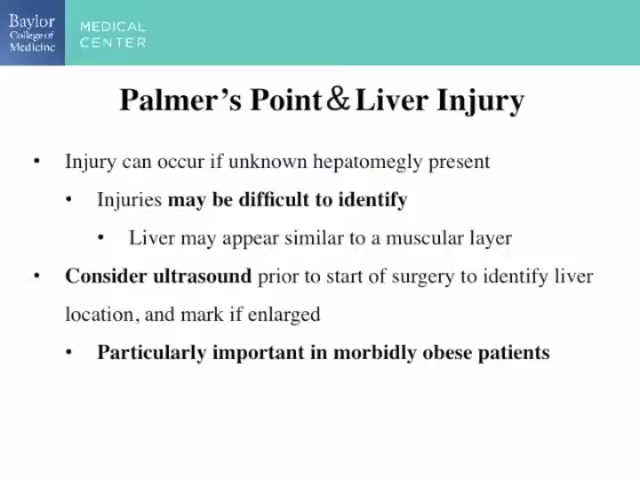 Baylor
College of
Medicine
MEDICAL
CENTER
Palmer’s Point&Liver Injury
• Injury can occur if unknown hepatomegly present
• Injuries may be difficult to identify
• Liver may appear similar to a muscular layer
• Consider ultrasound prior to start of surgery to identify liver
location, and mark if enlarged
• Particularly important in morbidly obese patients